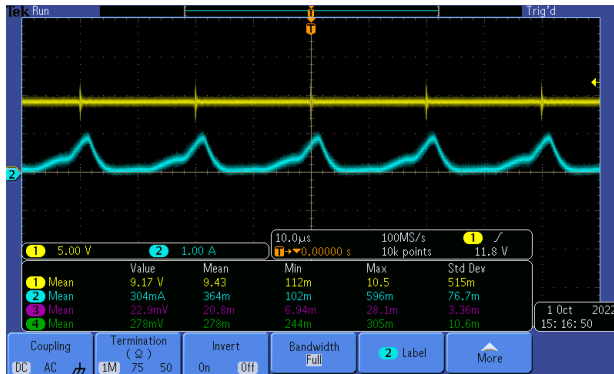 Tek Run Trig'd
T
T
2
1 5.00 V 2 1.00 A
10.0µs 100MS/s 1
T→▼0.00000 s 10k points 11.8 V
Value Mean Min Max Std Dev
1 Mean 9.17 V 9.43 112m 10.5 515m
2 Mean 304mA 364m 102m 596m 76.7m
3 Mean 22.9mV 20.8m 6.94m 28.1m 3.36m
4 Mean 278mV 278m 244m 305m 10.6m
1 Oct 2022
15:16:50
Coupling
DC AC
Termination
(Ω)
1M 75 50
Invert
On Off
Bandwidth
Full
2 Label
More